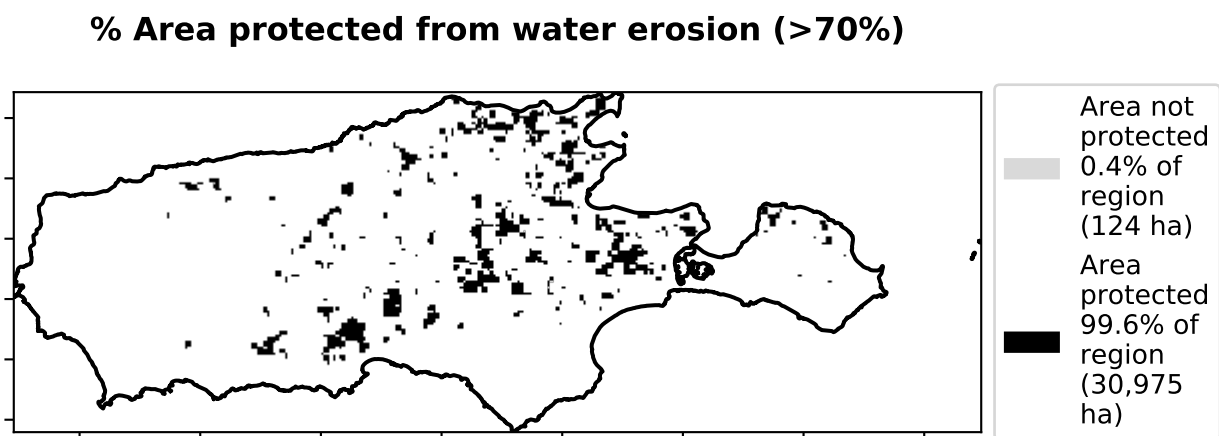 % Area protected from water erosion (>70%)
Area not
protected
0.4% of
region
(124 ha)
Area
protected
99.6% of
region
(30,975
ha)